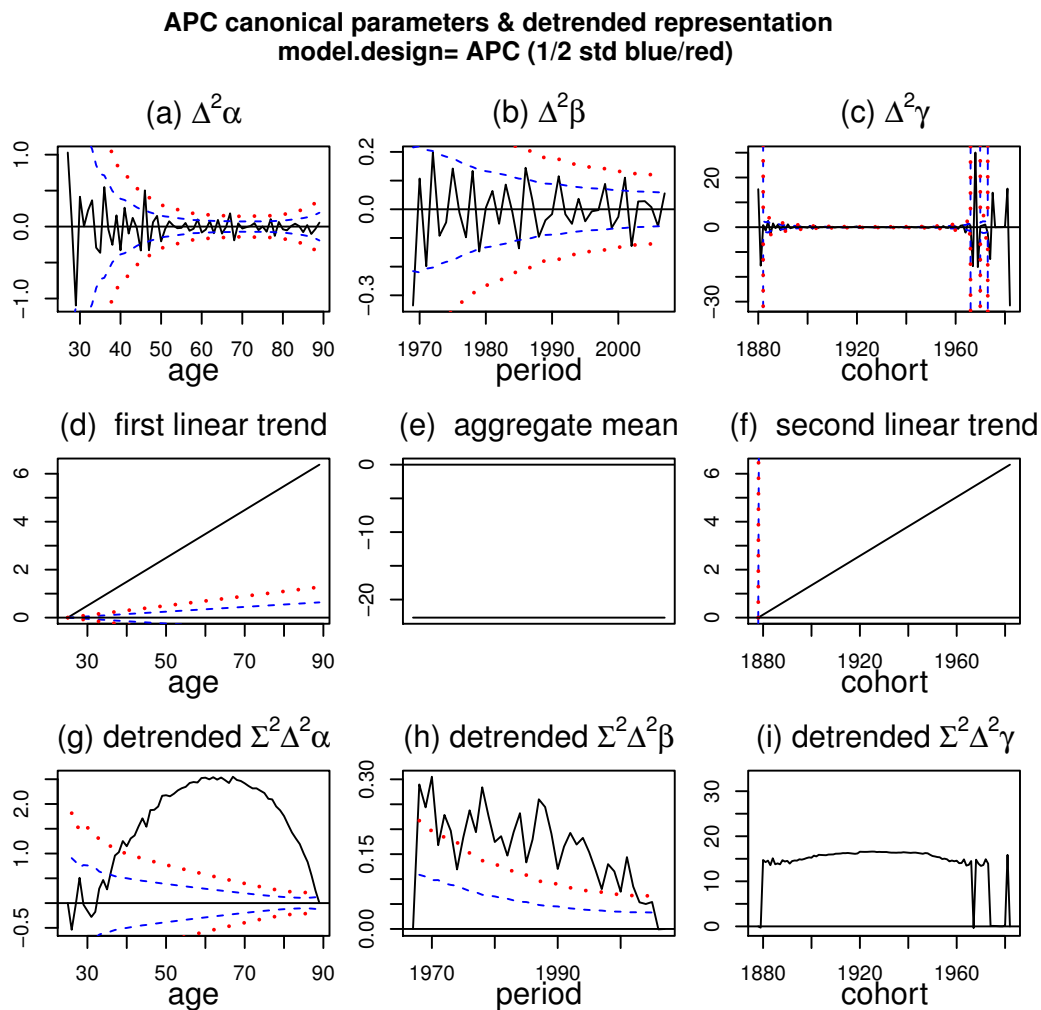 APC canonical parameters & detrended representation
model.design= APC (1/2 std blue/red)
(a) Δ²α
(b) Δ²β
(c) Δ²γ
1.0
0.0
−1.0
30 40 50 60 70 80 90
age
0.2
0.0
−0.3
1970 1980 1990 2000
period
20
0
−30
1880 1920 1960
cohort
(d) first linear trend
(e) aggregate mean
(f) second linear trend
6
4
2
0
30 50 70 90
age
0
−10
−20
6
4
2
0
1880 1920 1960
cohort
(g) detrended Σ²Δ²α
(h) detrended Σ²Δ²β
(i) detrended Σ²Δ²γ
2.0
1.0
−0.5
30 50 70 90
age
0.30
0.15
0.00
1970 1990
period
30
20
10
0
1880 1920 1960
cohort